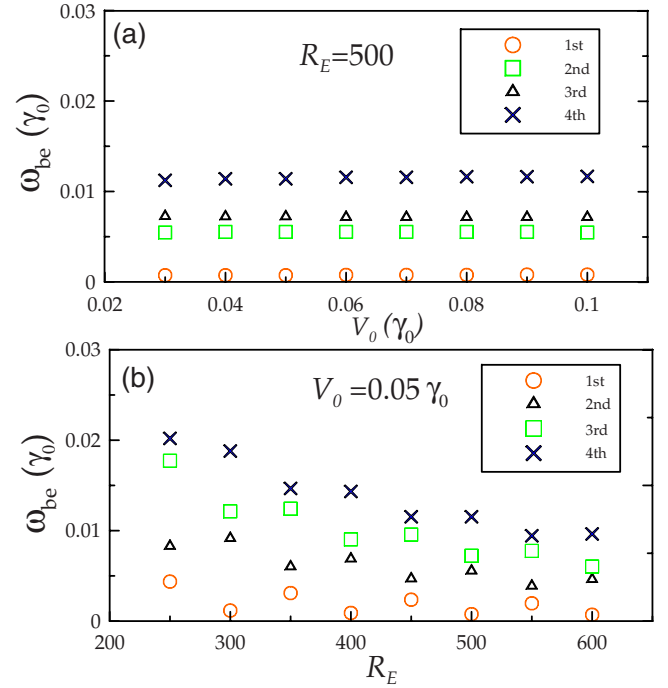 (a)
R_E=500
1st
2nd
3rd
4th
ω_be (γ_0)
0.03
0.02
0.01
0
0.02 0.04 0.06 0.08 0.1
V_0 (γ_0)
(b)
V_0 =0.05 γ_0
1st
2nd
3rd
4th
ω_be (γ_0)
0.03
0.02
0.01
0
200 300 400 500 600
R_E